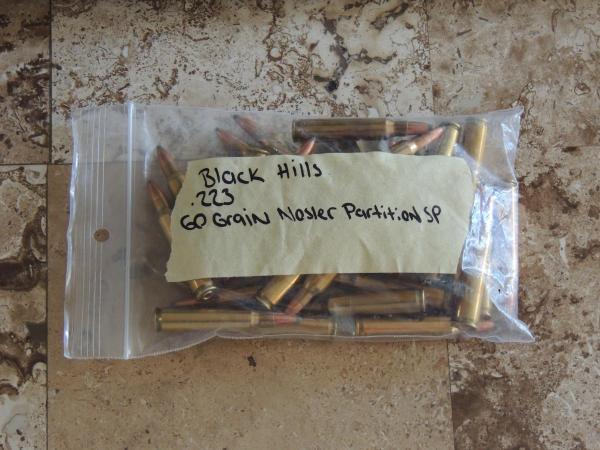 Black Hills
.223
60 Grain Nosler Partition SP